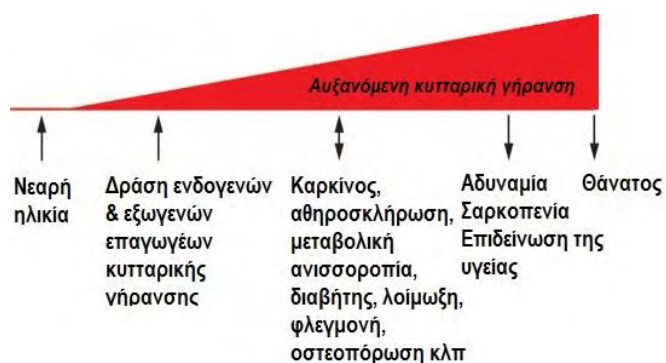 Αυξανόμενη κυτταρική γήρανση
Νεαρή
ηλικία
Δράση ενδογενών
& εξωγενών
επαγωγέων
κυτταρικής
γήρανσης
Καρκίνος,
αθηροσκλήρωση,
μεταβολική
ανισσοροπία,
διαβήτης, λοίμωξη,
φλεγμονή,
οστεοπόρωση κλπ
Αδυναμία
Σαρκοπενία
Επιδείνωση της
υγείας
Θάνατος